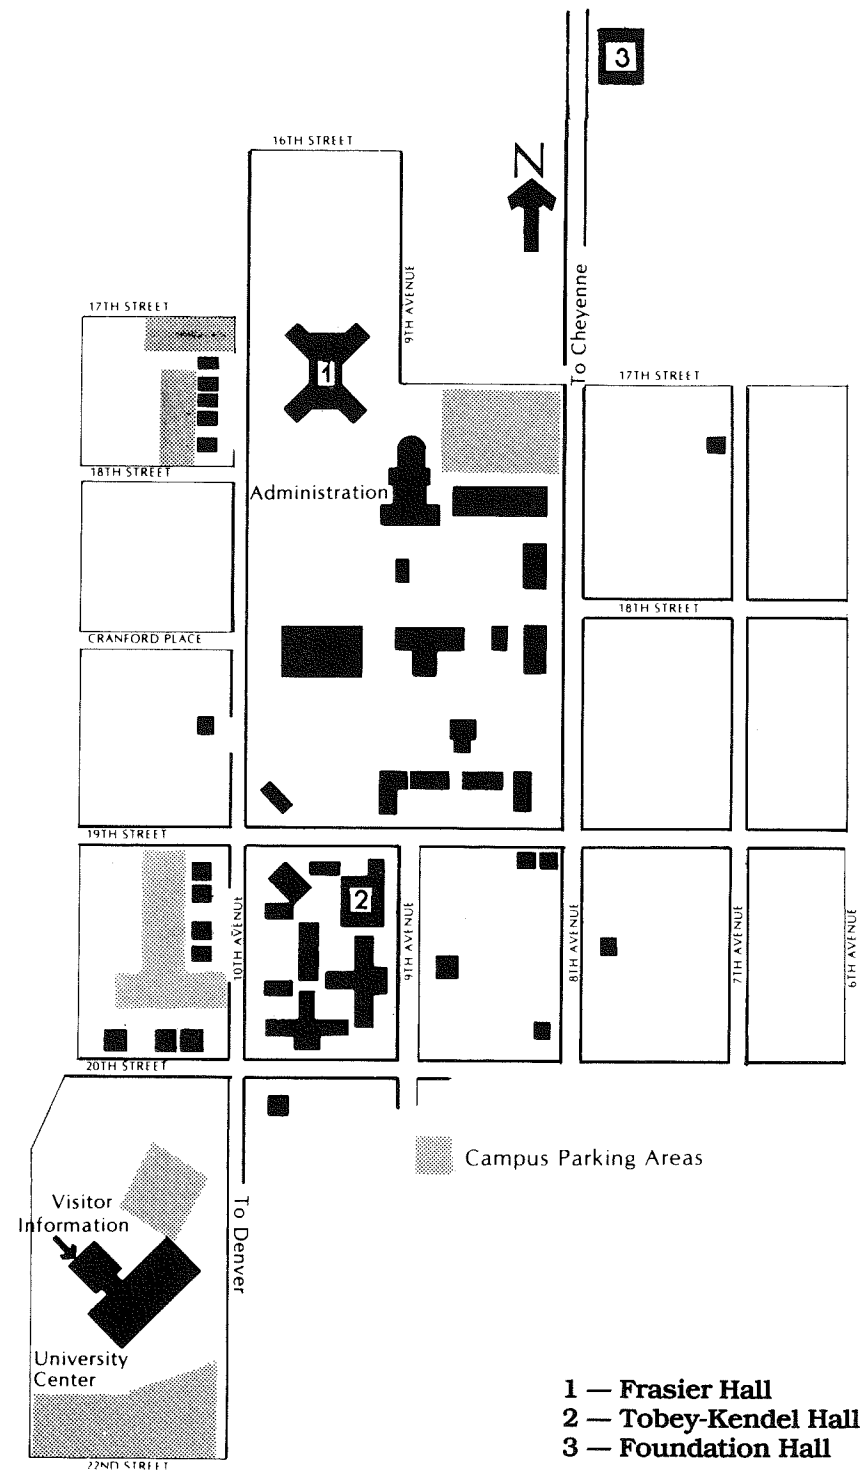 3
16TH STREET
N
9TH AVENUE
To Cheyenne
17TH STREET
1
17TH STREET
18TH STREET
Administration
18TH STREET
CRANFORD PLACE
19TH STREET
2
10TH AVENUE
9TH AVENUE
8TH AVENUE
7TH AVENUE
6TH AVENUE
20TH STREET
Campus Parking Areas
Visitor
Information
To Denver
University
Center
22ND STREET
1 — Frasier Hall
2 — Tobey-Kendel Hall
3 — Foundation Hall